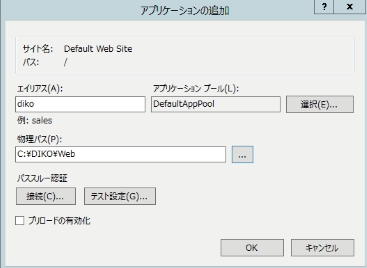 アプリケーションの追加
? x
サイト名: Default Web Site
パス: /
エイリアス(A): アプリケーション プール(L):
diko DefaultAppPool 選択(E)...
例: sales
物理パス(P):
C:¥DIKO¥Web ...
パススルー認証
接続(C)... テスト設定(G)...
プリロードの有効化
OK キャンセル